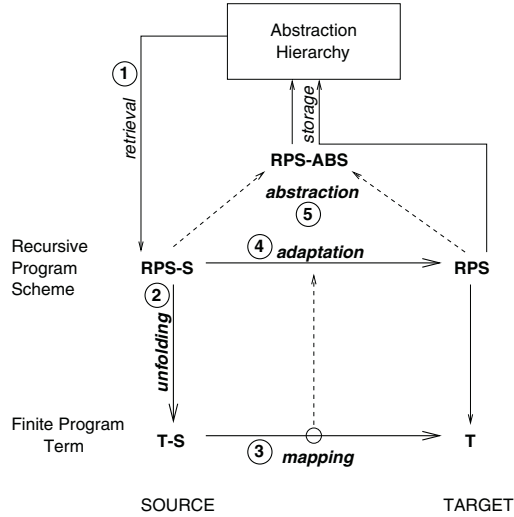 Abstraction
Hierarchy
1
retrieval
storage
RPS-ABS
abstraction
5
Recursive
Program
Scheme
RPS-S
4 adaptation
RPS
2
unfolding
Finite Program
Term
T-S
3 mapping
T
SOURCE
TARGET